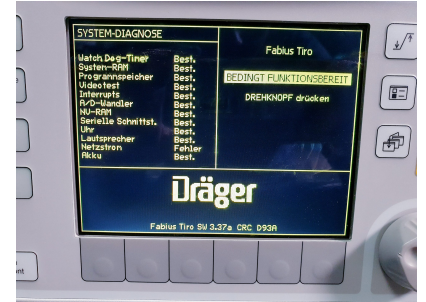 SYSTEM-DIAGNOSE
Watch Dog-Timer Best.
System-RAM Best.
Programmspeicher Best.
Videotest Best.
Interrupts Best.
A/D-Wandler Best.
NV-RAM Best.
Serielle Schnittst. Best.
Uhr Best.
Lautsprecher Best.
Netzstrom Fehler
Akku Best.
Fabius Tiro
BEDINGT FUNKTIONSBEREIT
DREHKNOPF drücken
Dräger
Fabius Tiro SW 3.37a CRC D93A